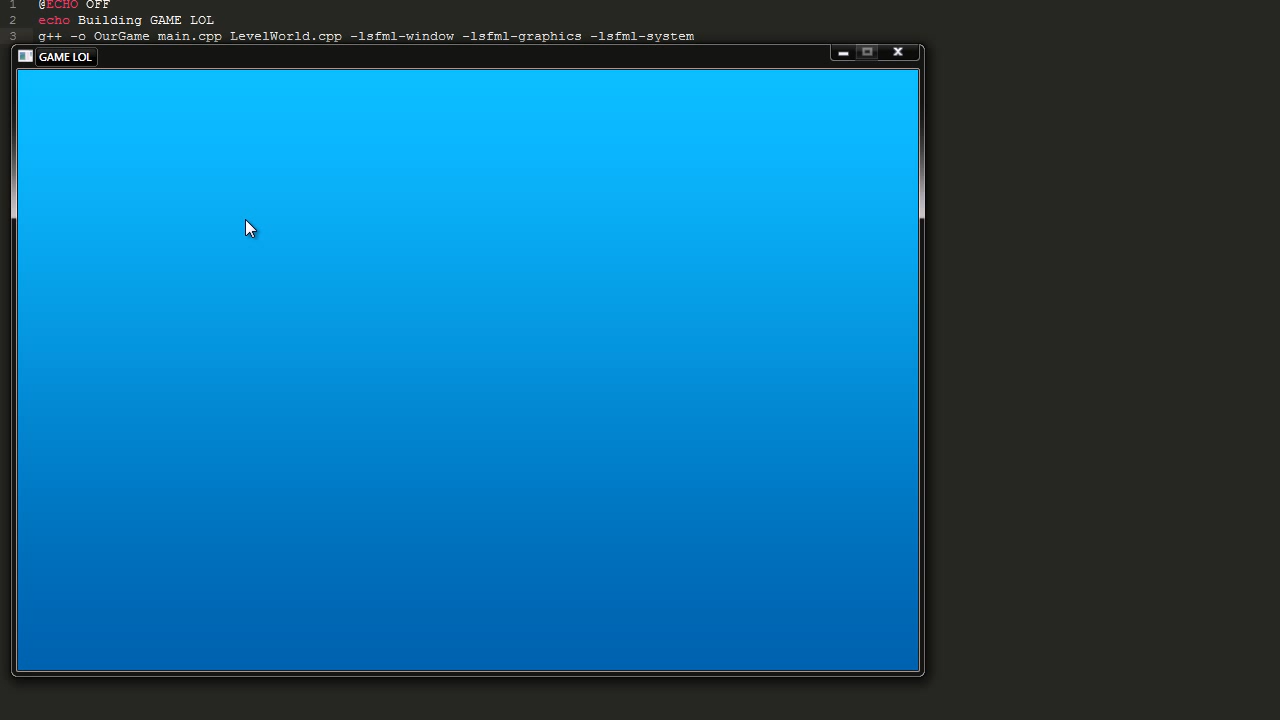 1 @ECHO OFF
2 echo Building GAME LOL
3 g++ -o OurGame main.cpp LevelWorld.cpp -lsfml-window -lsfml-graphics -lsfml-system
GAME LOL